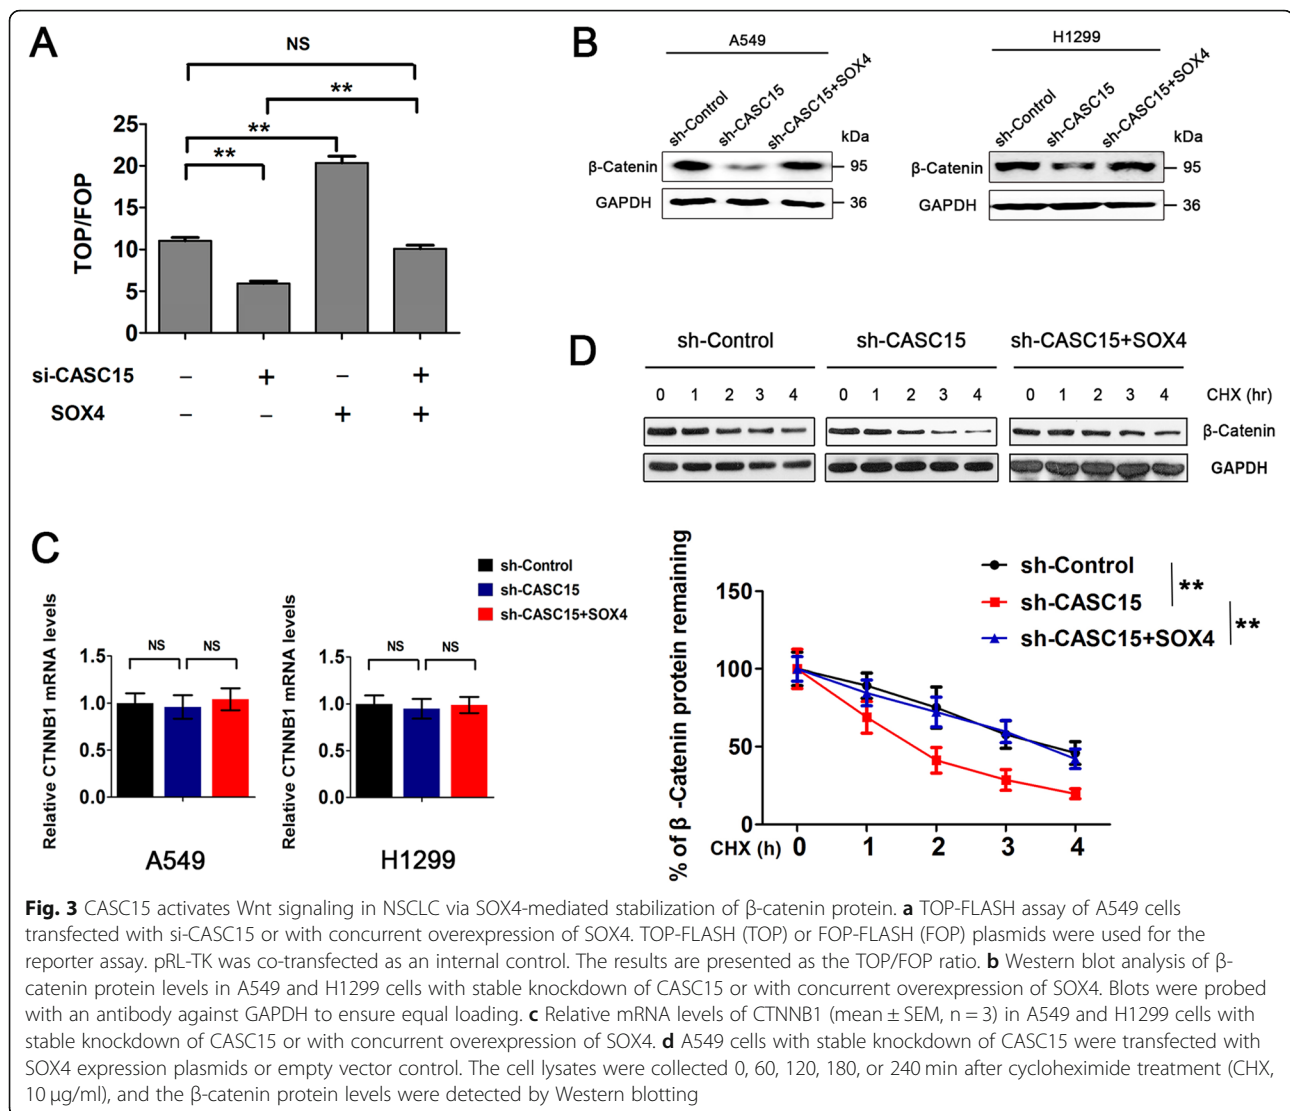 A
NS
**
**
**
**
25
20
15
10
5
0
TOP/FOP
si-CASC15 – + – +
SOX4 – – + +
B
A549
sh-Control
sh-CASC15
sh-CASC15+SOX4
kDa
β-Catenin
95
GAPDH
36
H1299
sh-Control
sh-CASC15
sh-CASC15+SOX4
kDa
β-Catenin
95
GAPDH
36
C
sh-Control
sh-CASC15
sh-CASC15+SOX4
Relative CTNNB1 mRNA levels
1.5
1.0
0.5
0.0
NS
NS
A549
Relative CTNNB1 mRNA levels
1.5
1.0
0.5
0.0
NS
NS
H1299
D
sh-Control
sh-CASC15
sh-CASC15+SOX4
0 1 2 3 4
0 1 2 3 4
0 1 2 3 4
CHX (hr)
β-Catenin
GAPDH
% of β -Catenin protein remaining
150
100
50
0
sh-Control
sh-CASC15
sh-CASC15+SOX4
**
**
CHX (h) 0 1 2 3 4
Fig. 3 CASC15 activates Wnt signaling in NSCLC via SOX4-mediated stabilization of β-catenin protein. a TOP-FLASH assay of A549 cells
transfected with si-CASC15 or with concurrent overexpression of SOX4. TOP-FLASH (TOP) or FOP-FLASH (FOP) plasmids were used for the
reporter assay. pRL-TK was co-transfected as an internal control. The results are presented as the TOP/FOP ratio. b Western blot analysis of β-
catenin protein levels in A549 and H1299 cells with stable knockdown of CASC15 or with concurrent overexpression of SOX4. Blots were probed
with an antibody against GAPDH to ensure equal loading. c Relative mRNA levels of CTNNB1 (mean ± SEM, n = 3) in A549 and H1299 cells with
stable knockdown of CASC15 or with concurrent overexpression of SOX4. d A549 cells with stable knockdown of CASC15 were transfected with
SOX4 expression plasmids or empty vector control. The cell lysates were collected 0, 60, 120, 180, or 240 min after cycloheximide treatment (CHX,
10 μg/ml), and the β-catenin protein levels were detected by Western blotting